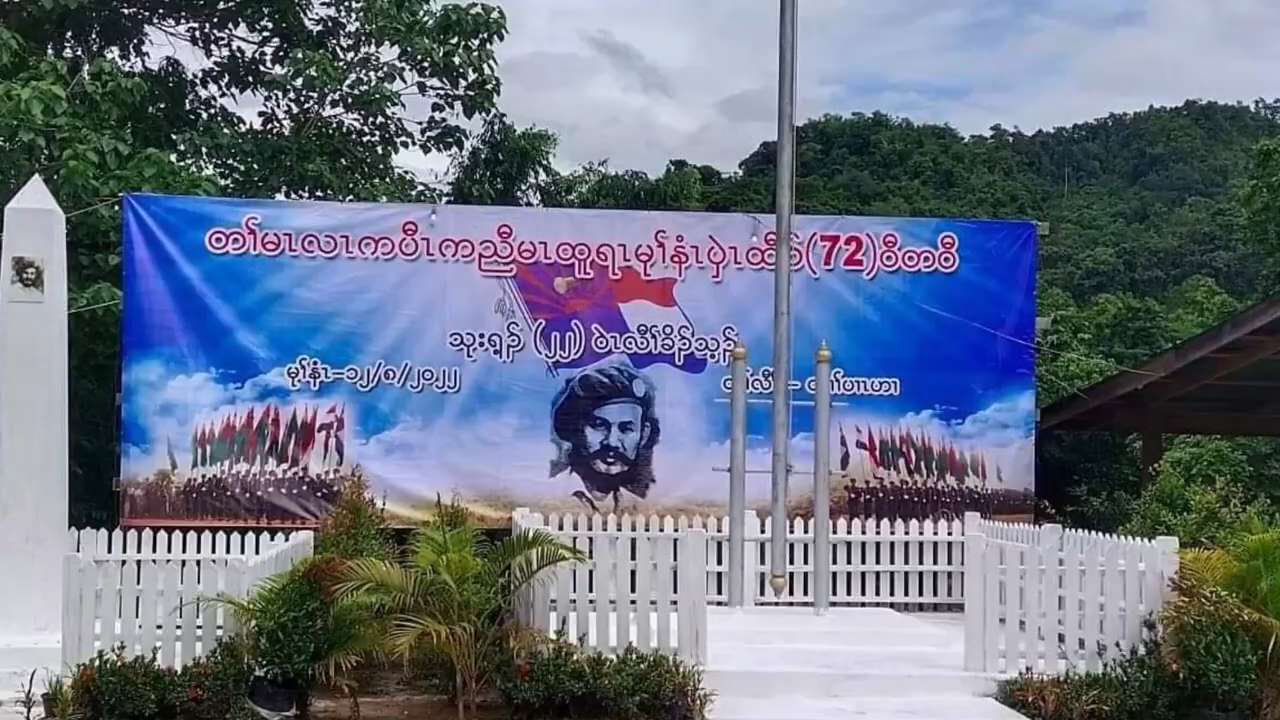 တၢ်မၤလၤကပီၤကညီမၤထူရၤမုၢ်နံၤပှဲၤထီၣ်(72)ဝီတဝီ
သုးရ့ၣ် (၂၂) ပဲၤလီၢ်ခိၣ်သ့ၣ်
မုၢ်နံၤ-၁၂/၈/၂၀၂၂